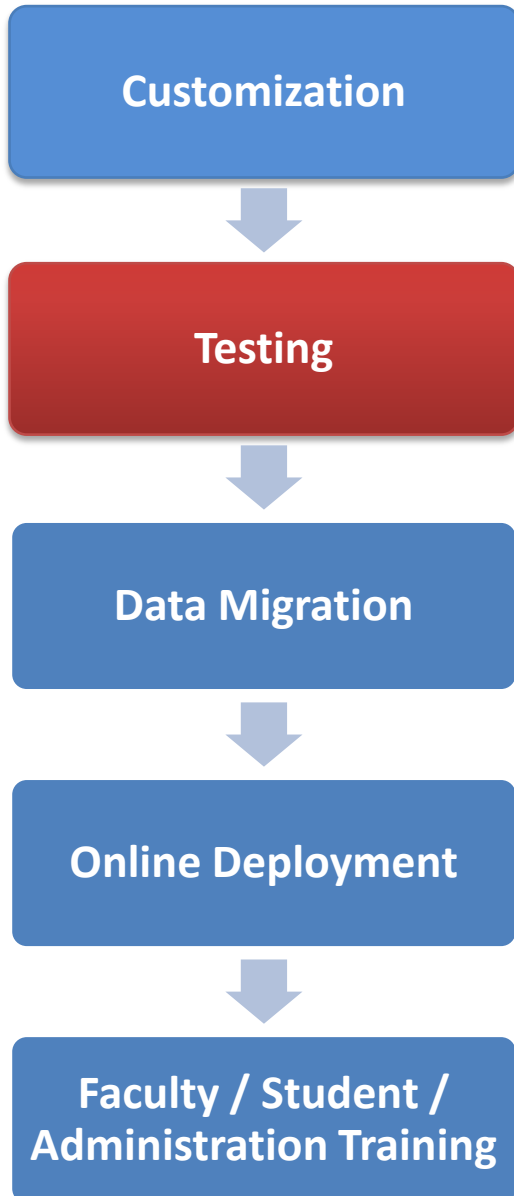 Customization
Testing
Data Migration
Online Deployment
Faculty / Student /
Administration Training